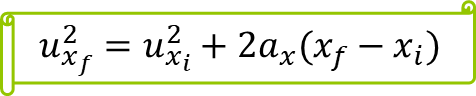 $u_{x_f}^2 = u_{x_i}^2 + 2a_x(x_f - x_i)$